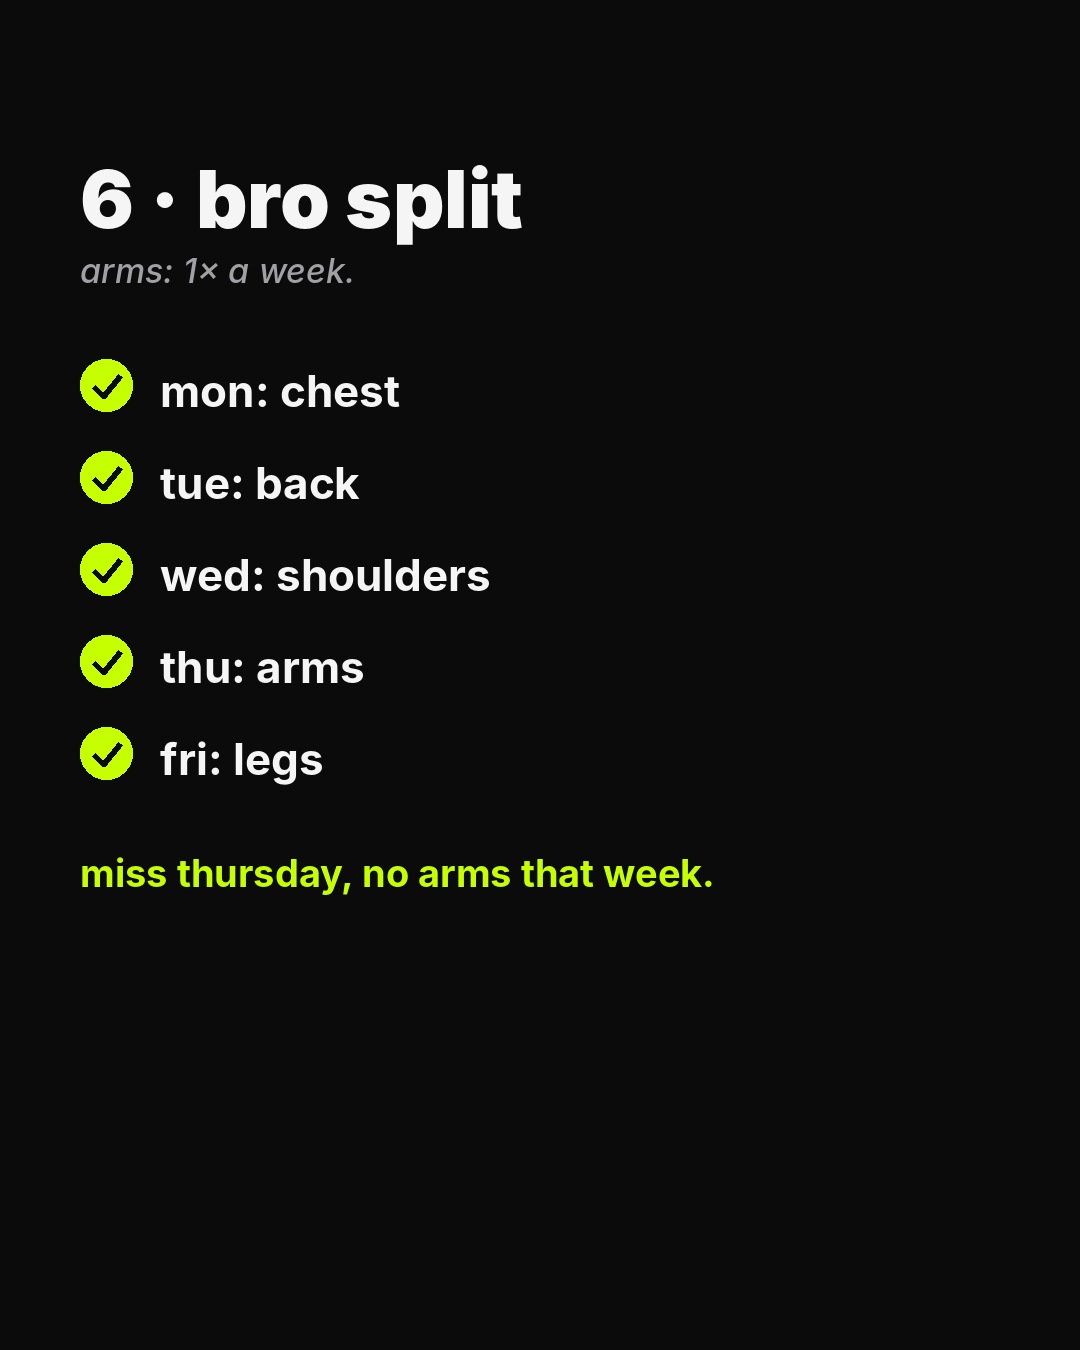 6 · bro split
arms: 1× a week.
mon: chest
tue: back
wed: shoulders
thu: arms
fri: legs
miss thursday, no arms that week.